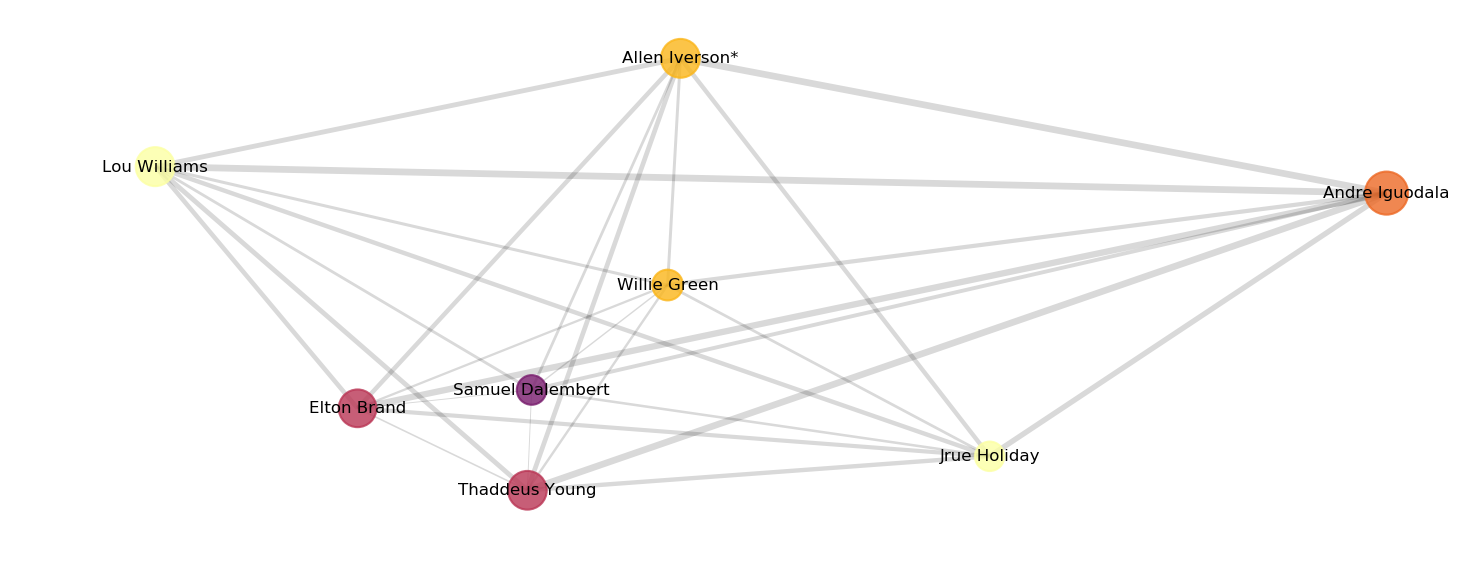 Allen Iverson*
Lou Williams
Andre Iguodala
Willie Green
Samuel Dalembert
Elton Brand
Jrue Holiday
Thaddeus Young